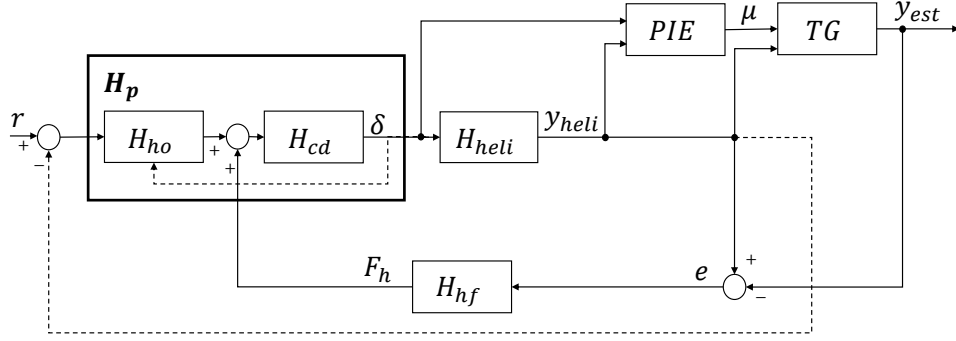 PIE
μ
TG
y_est
H_p
r
+
−
H_ho
+
+
H_cd
δ
H_heli
y_heli
F_h
H_hf
e
+
−